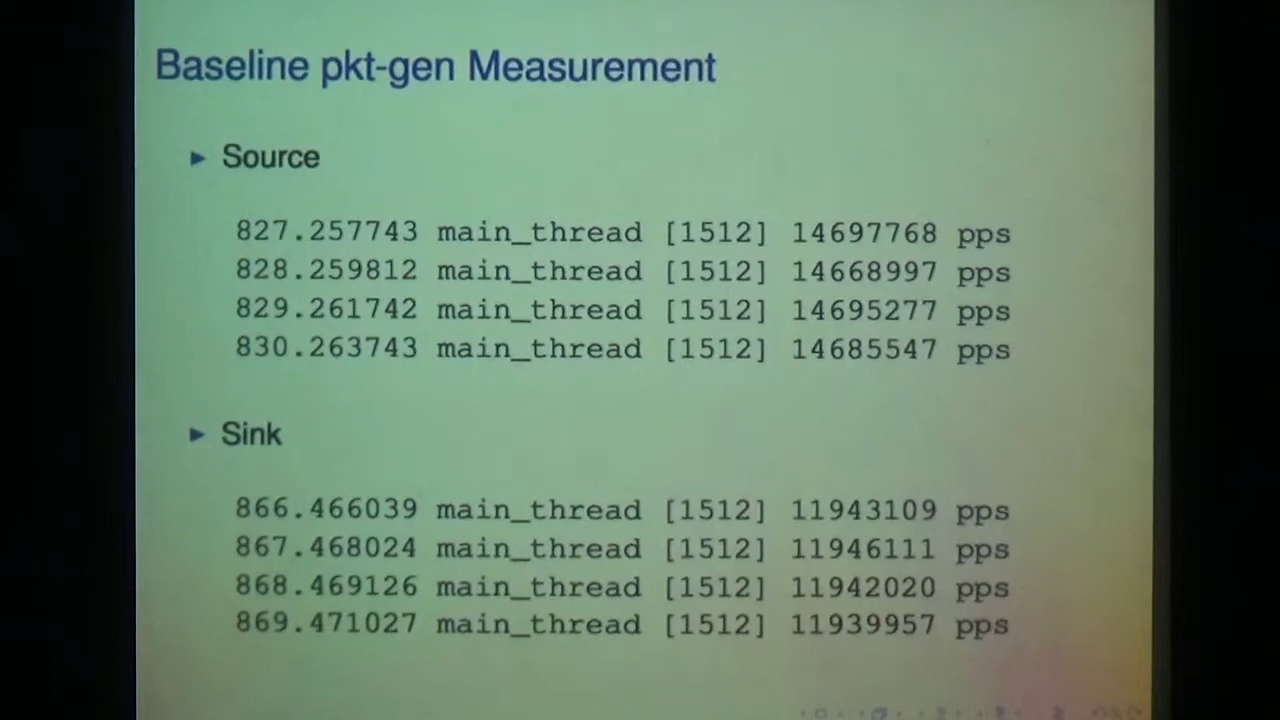 Baseline pkt-gen Measurement
► Source
827.257743 main_thread [1512] 14697768 pps
828.259812 main_thread [1512] 14668997 pps
829.261742 main_thread [1512] 14695277 pps
830.263743 main_thread [1512] 14685547 pps
► Sink
866.466039 main_thread [1512] 11943109 pps
867.468024 main_thread [1512] 11946111 pps
868.469126 main_thread [1512] 11942020 pps
869.471027 main_thread [1512] 11939957 pps